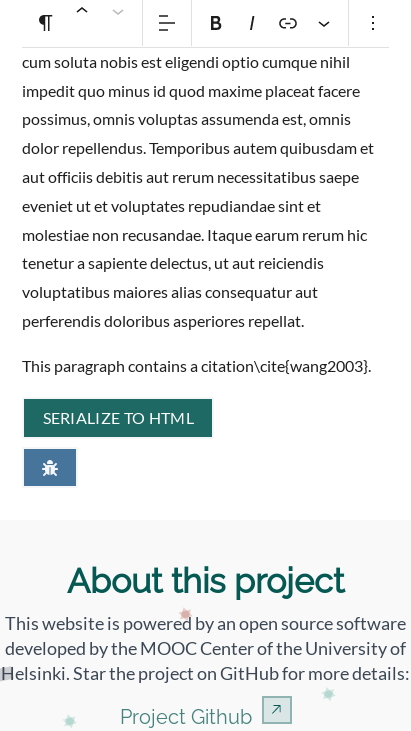 ¶ B I
cum soluta nobis est eligendi optio cumque nihil
impedit quo minus id quod maxime placeat facere
possimus, omnis voluptas assumenda est, omnis
dolor repellendus. Temporibus autem quibusdam et
aut officiis debitis aut rerum necessitatibus saepe
eveniet ut et voluptates repudiandae sint et
molestiae non recusandae. Itaque earum rerum hic
tenetur a sapiente delectus, ut aut reiciendis
voluptatibus maiores alias consequatur aut
perferendis doloribus asperiores repellat.
This paragraph contains a citation\cite{wang2003}.
SERIALIZE TO HTML
About this project
This website is powered by an open source software
developed by the MOOC Center of the University of
Helsinki. Star the project on GitHub for more details:
Project Github